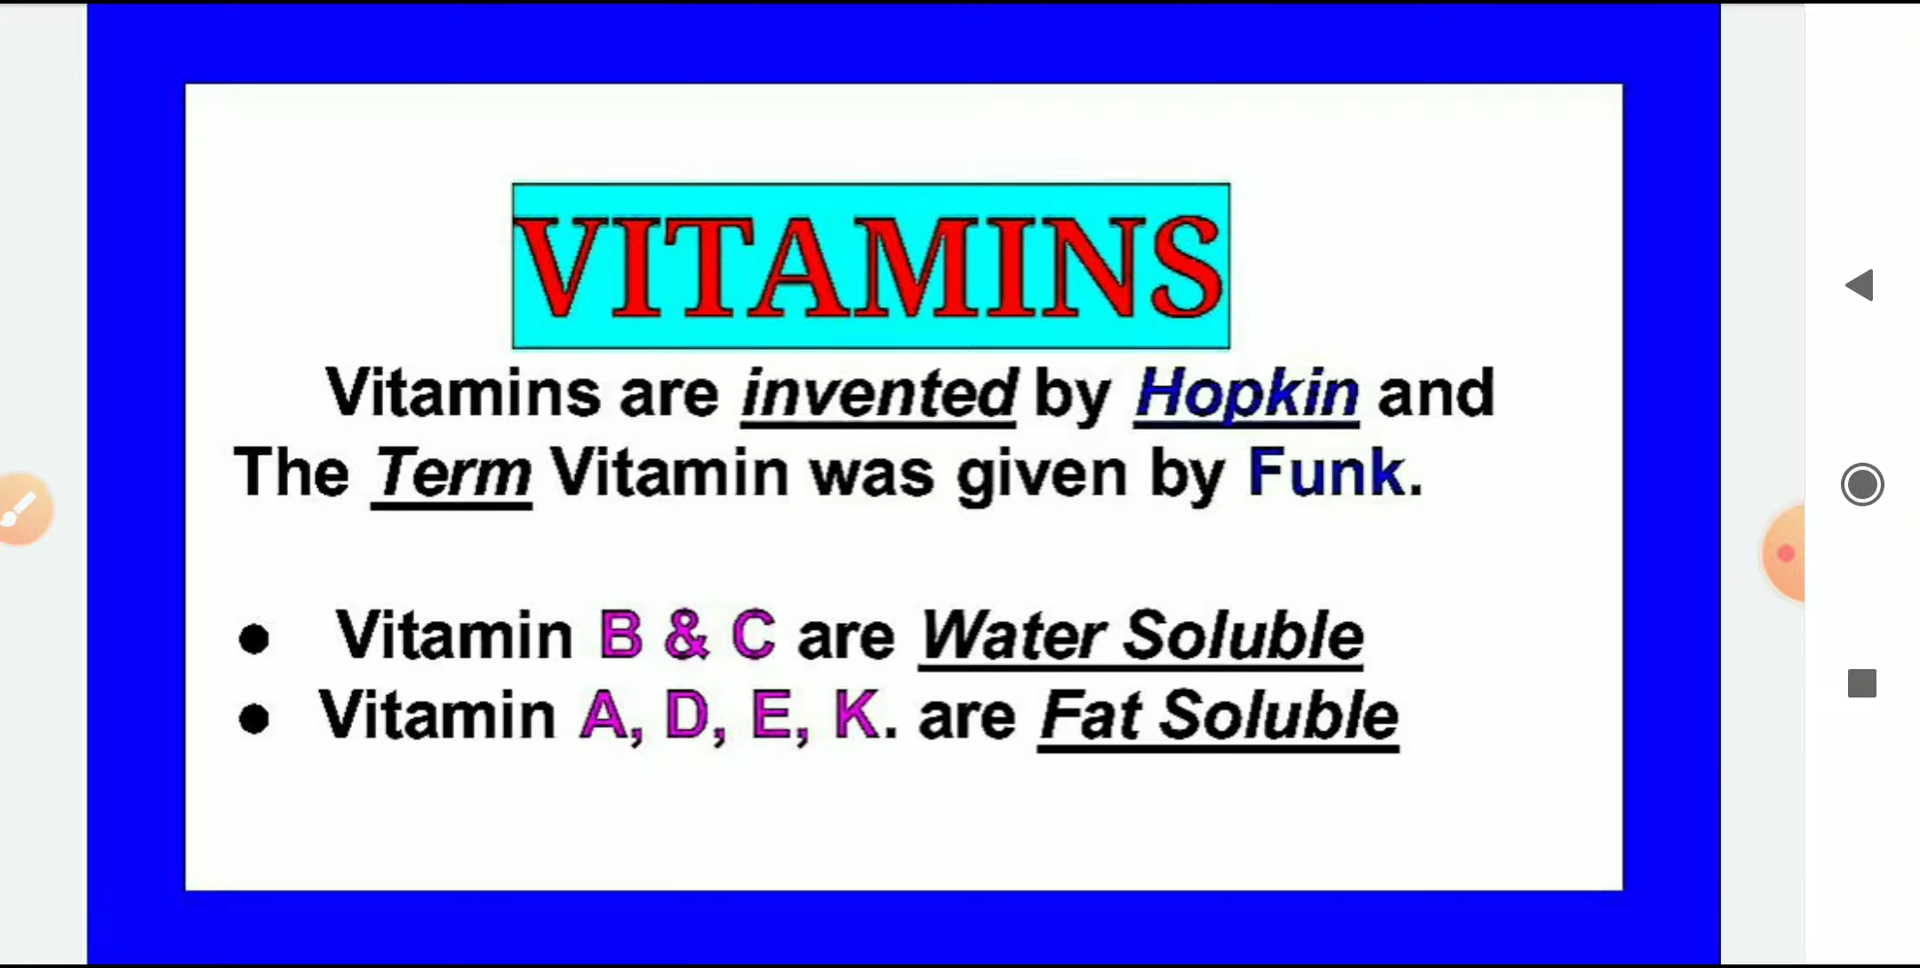 VITAMINS
Vitamins are invented by Hopkin and
The Term Vitamin was given by Funk.
● Vitamin B & C are Water Soluble
● Vitamin A, D, E, K. are Fat Soluble